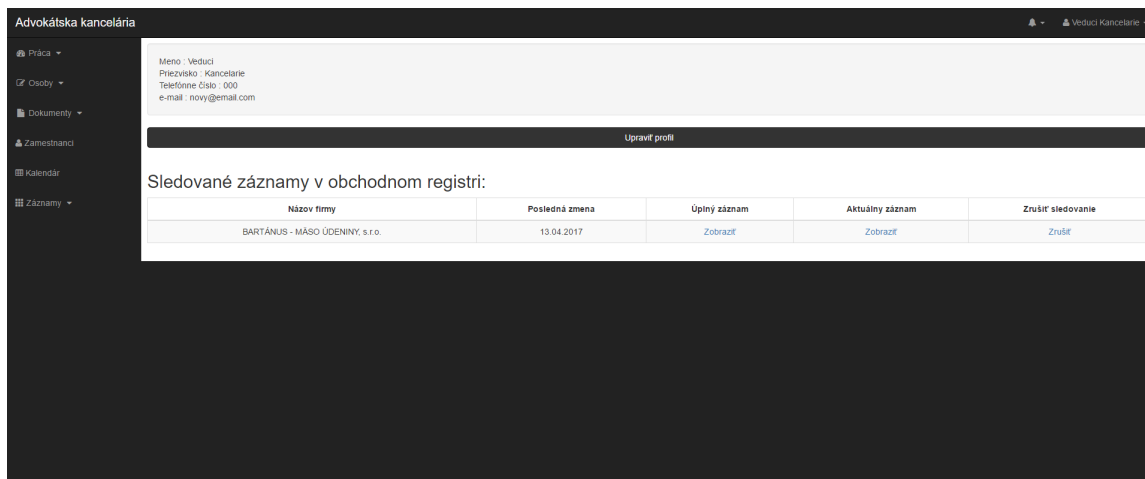 Advokátska kancelária
Veduci Kancelarie
Práca
Osoby
Dokumenty
Zamestnanci
Kalendár
Záznamy
Meno : Veduci
Priezvisko : Kancelarie
Telefónne číslo : 000
e-mail : novy@email.com
Upraviť profil
Sledované záznamy v obchodnom registri:
Názov firmy Posledná zmena Úplný záznam Aktuálny záznam Zrušiť sledovanie
BARTÁNUS - MÄSO ÚDENINY, s.r.o. 13.04.2017 Zobraziť Zobraziť Zrušiť